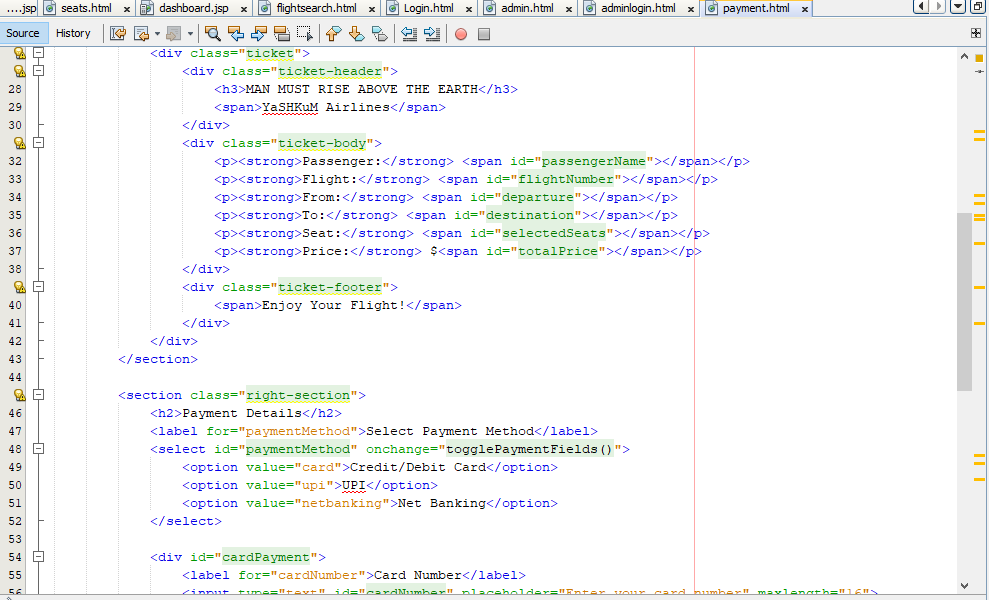 ....jsp seats.html dashboard.jsp flightsearch.html Login.html admin.html adminlogin.html payment.html
Source History
<div class="ticket">
<div class="ticket-header">
28 <h3>MAN MUST RISE ABOVE THE EARTH</h3>
29 <span>YaSHKuM Airlines</span>
30 </div>
<div class="ticket-body">
32 <p><strong>Passenger:</strong> <span id="passengerName"></span></p>
33 <p><strong>Flight:</strong> <span id="flightNumber"></span></p>
34 <p><strong>From:</strong> <span id="departure"></span></p>
35 <p><strong>To:</strong> <span id="destination"></span></p>
36 <p><strong>Seat:</strong> <span id="selectedSeats"></span></p>
37 <p><strong>Price:</strong> $<span id="totalPrice"></span></p>
38 </div>
<div class="ticket-footer">
40 <span>Enjoy Your Flight!</span>
41 </div>
42 </div>
43 </section>
44
<section class="right-section">
46 <h2>Payment Details</h2>
47 <label for="paymentMethod">Select Payment Method</label>
48 <select id="paymentMethod" onchange="togglePaymentFields()">
49 <option value="card">Credit/Debit Card</option>
50 <option value="upi">UPI</option>
51 <option value="netbanking">Net Banking</option>
52 </select>
53
54 <div id="cardPayment">
55 <label for="cardNumber">Card Number</label>
56 <input type="text" id="cardNumber" placeholder="Enter your card number" maxlength="16">